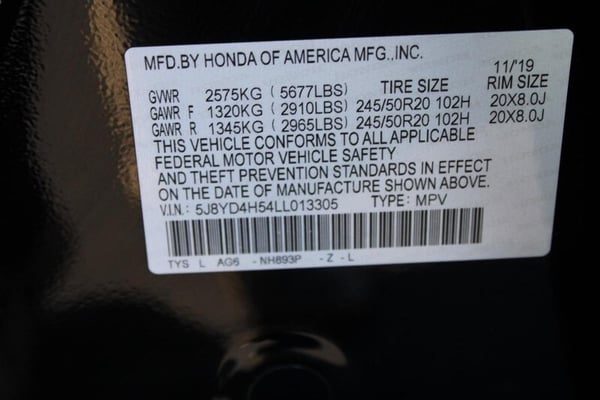 MFD.BY HONDA OF AMERICA MFG.,INC.
11/'19
GVWR 2575KG ( 5677LBS) TIRE SIZE RIM SIZE
GAWR F 1320KG ( 2910LBS) 245/50R20 102H 20X8.0J
GAWR R 1345KG ( 2965LBS) 245/50R20 102H 20X8.0J
THIS VEHICLE CONFORMS TO ALL APPLICABLE
FEDERAL MOTOR VEHICLE SAFETY
AND THEFT PREVENTION STANDARDS IN EFFECT
ON THE DATE OF MANUFACTURE SHOWN ABOVE.
V.I.N.: 5J8YD4H54LL013305 TYPE: MPV
TYS L AG6 -NH893P -Z -L